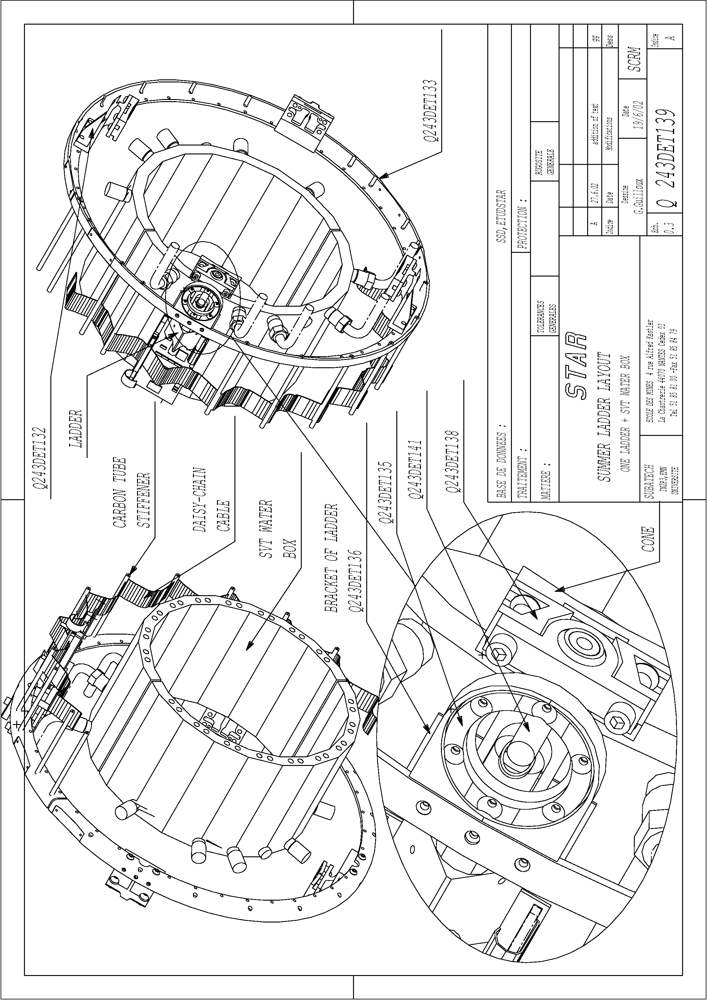 Q243DET132
LADDER
CARBON TUBE
STIFFENER
DAISY-CHAIN
CABLE
SVT WATER
BOX
BRACKET OF LADDER
Q243DET136
Q243DET135
Q243DET141
Q243DET138
Q243DET133
CONE
BASE DE DONNEES :
SSD,ETUDSTAR
TRAITEMENT :
PROTECTION :
MATIERE :
TOLERANCES
GENERALES
RUGOSITE
GENERALE
STAR
SUMMER LADDER LAYOUT
ONE LADDER + SVT WATER BOX
A 27.6.02 addition of text gg
Indice Date Modifications Dess
Dessine
G.Guilloux
Date
19/6/02
SCRM
SUBATECH
IN2P3,EMN
UNIVERSITE
ECOLE DES MINES 4 rue Alfred Kastler
La Chantrerie 44070 NANTES Cedex 03
Tel 51 85 81 00 -Fax 51 85 84 79
Ech.
0.3
Q 243DET139
Indice
A